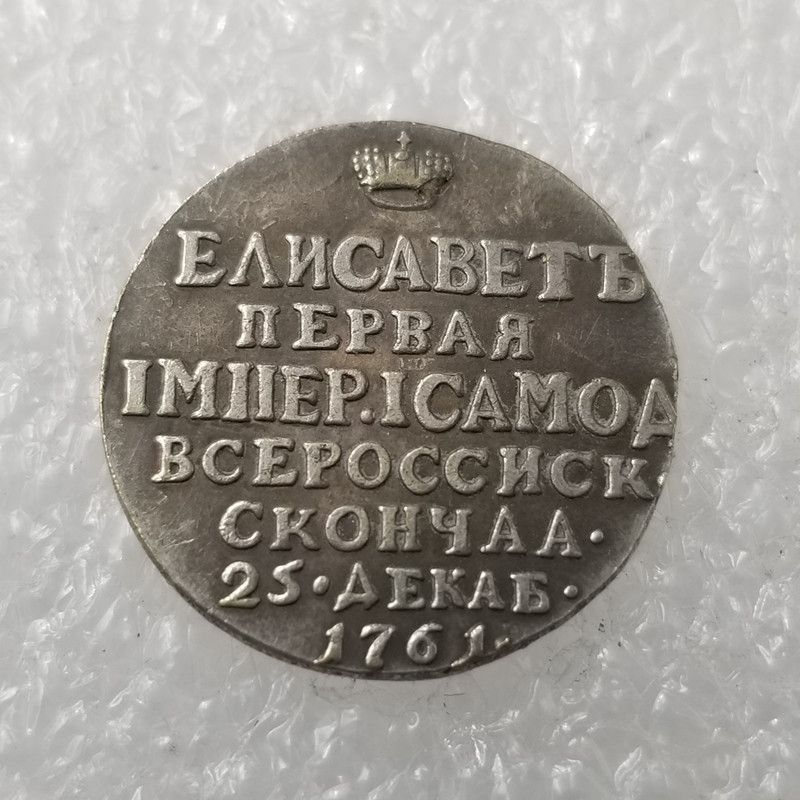 ЕЛИСАВЕТЪ
ПЕРВАЯ
IМПЕР.IСАМОД
ВСЕРОССИСК·
СКОНЧАА·
25·ДЕКАБ·
1761·